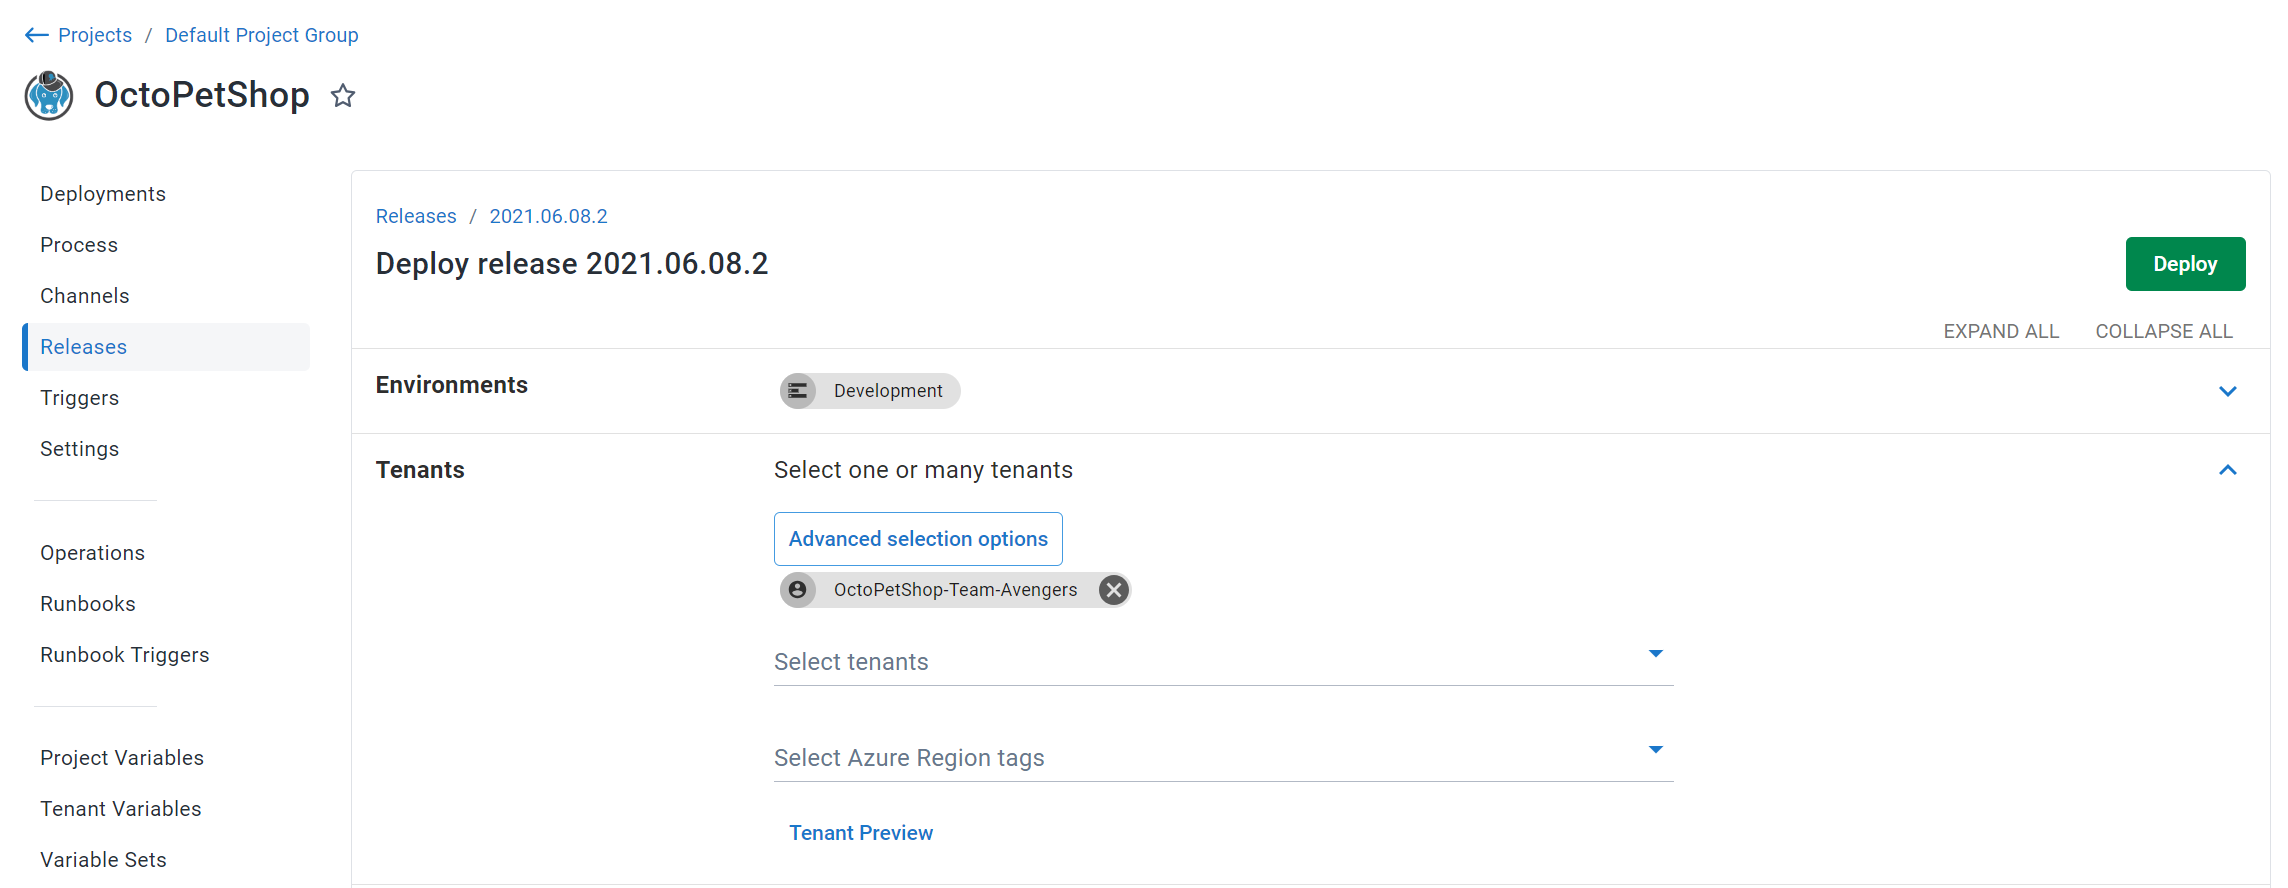 Projects / Default Project Group
OctoPetShop
Deployments
Process
Channels
Releases
Triggers
Settings
Operations
Runbooks
Runbook Triggers
Project Variables
Tenant Variables
Variable Sets
Releases / 2021.06.08.2
Deploy release 2021.06.08.2
Deploy
EXPAND ALL COLLAPSE ALL
Environments Development
Tenants Select one or many tenants
Advanced selection options
OctoPetShop-Team-Avengers
Select tenants
Select Azure Region tags
Tenant Preview